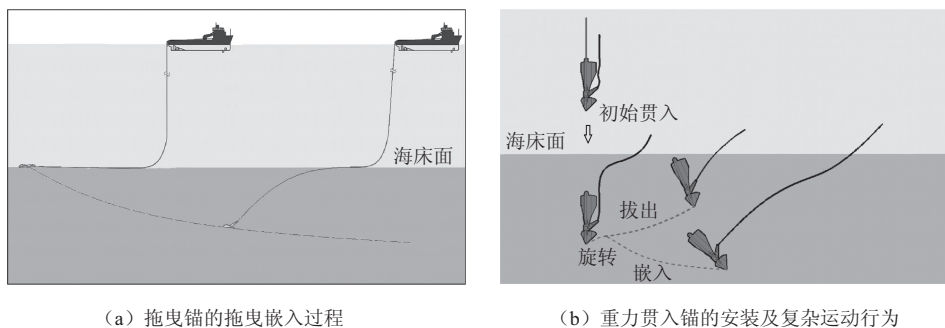 海床面
初始贯入
海床面
拔出
旋转
嵌入
（a）拖曳锚的拖曳嵌入过程
（b）重力贯入锚的安装及复杂运动行为